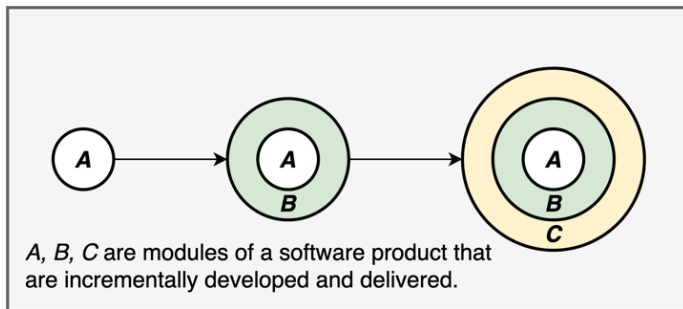 A
A
B
A
B
C
A, B, C are modules of a software product that
are incrementally developed and delivered.